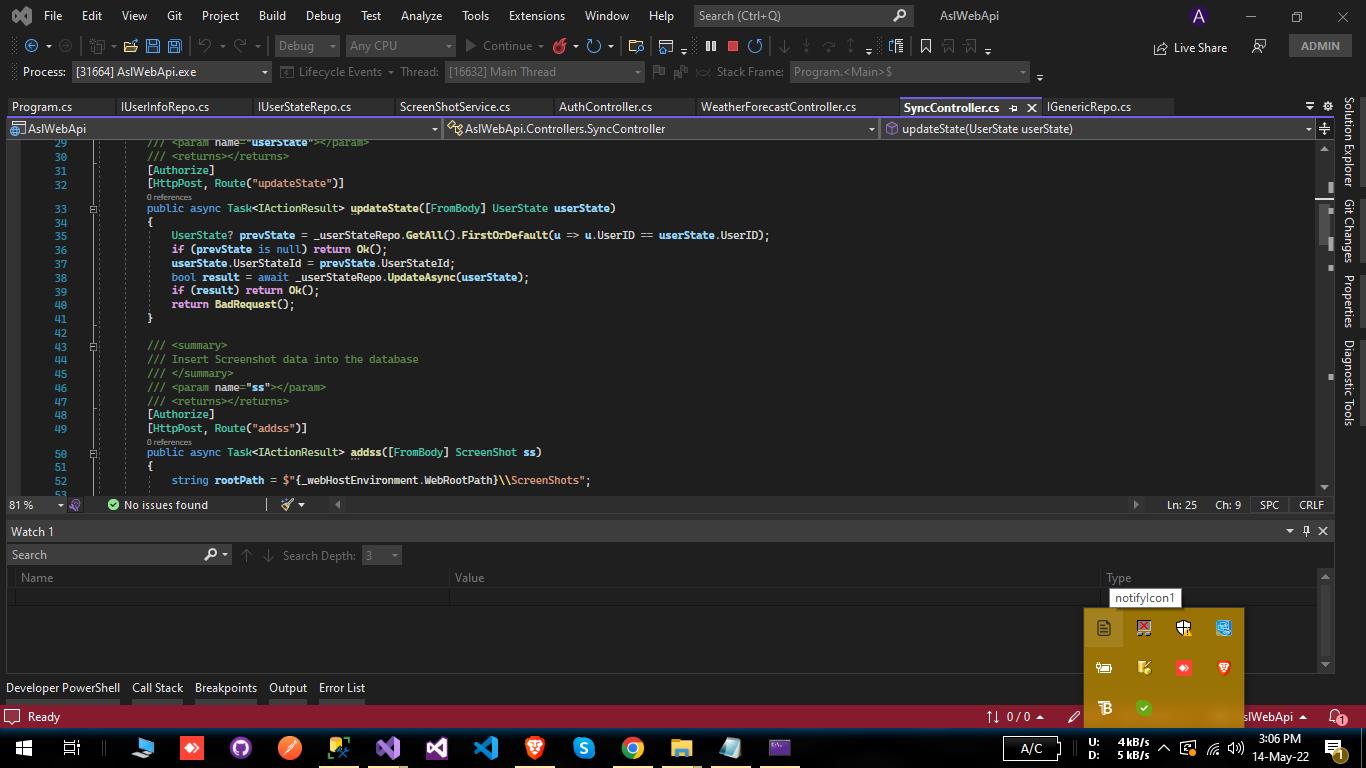 File Edit View Git Project Build Debug Test Analyze Tools Extensions Window Help Search (Ctrl+Q) AslWebApi A
Debug Any CPU Continue Live Share ADMIN
Process: [31664] AslWebApi.exe Lifecycle Events Thread: [16632] Main Thread Stack Frame: Program.<Main>$
Program.cs IUserInfoRepo.cs IUserStateRepo.cs ScreenShotService.cs AuthController.cs WeatherForecastController.cs SyncController.cs IGenericRepo.cs
AslWebApi AslWebApi.Controllers.SyncController updateState(UserState userState)
29 /// <param name="userState"></param>
30 /// <returns></returns>
31 [Authorize]
32 [HttpPost, Route("updateState")]
0 references
33 public async Task<IActionResult> updateState([FromBody] UserState userState)
34 {
35 UserState? prevState = _userStateRepo.GetAll().FirstOrDefault(u => u.UserID == userState.UserID);
36 if (prevState is null) return Ok();
37 userState.UserStateId = prevState.UserStateId;
38 bool result = await _userStateRepo.UpdateAsync(userState);
39 if (result) return Ok();
40 return BadRequest();
41 }
42
43 /// <summary>
44 /// Insert Screenshot data into the database
45 /// </summary>
46 /// <param name="ss"></param>
47 /// <returns></returns>
48 [Authorize]
49 [HttpPost, Route("addss")]
0 references
50 public async Task<IActionResult> addss([FromBody] ScreenShot ss)
51 {
52 string rootPath = $"{_webHostEnvironment.WebRootPath}\\ScreenShots";
53
81 % No issues found Ln: 25 Ch: 9 SPC CRLF
Solution Explorer
Git Changes
Properties
Diagnostic Tools
Watch 1
Search Search Depth: 3
Name Value Type
notifyIcon1
Developer PowerShell Call Stack Breakpoints Output Error List
Ready 0 / 0 slWebApi 1
A/C U: 4 kB/s D: 5 kB/s 3:06 PM 1
14-May-22